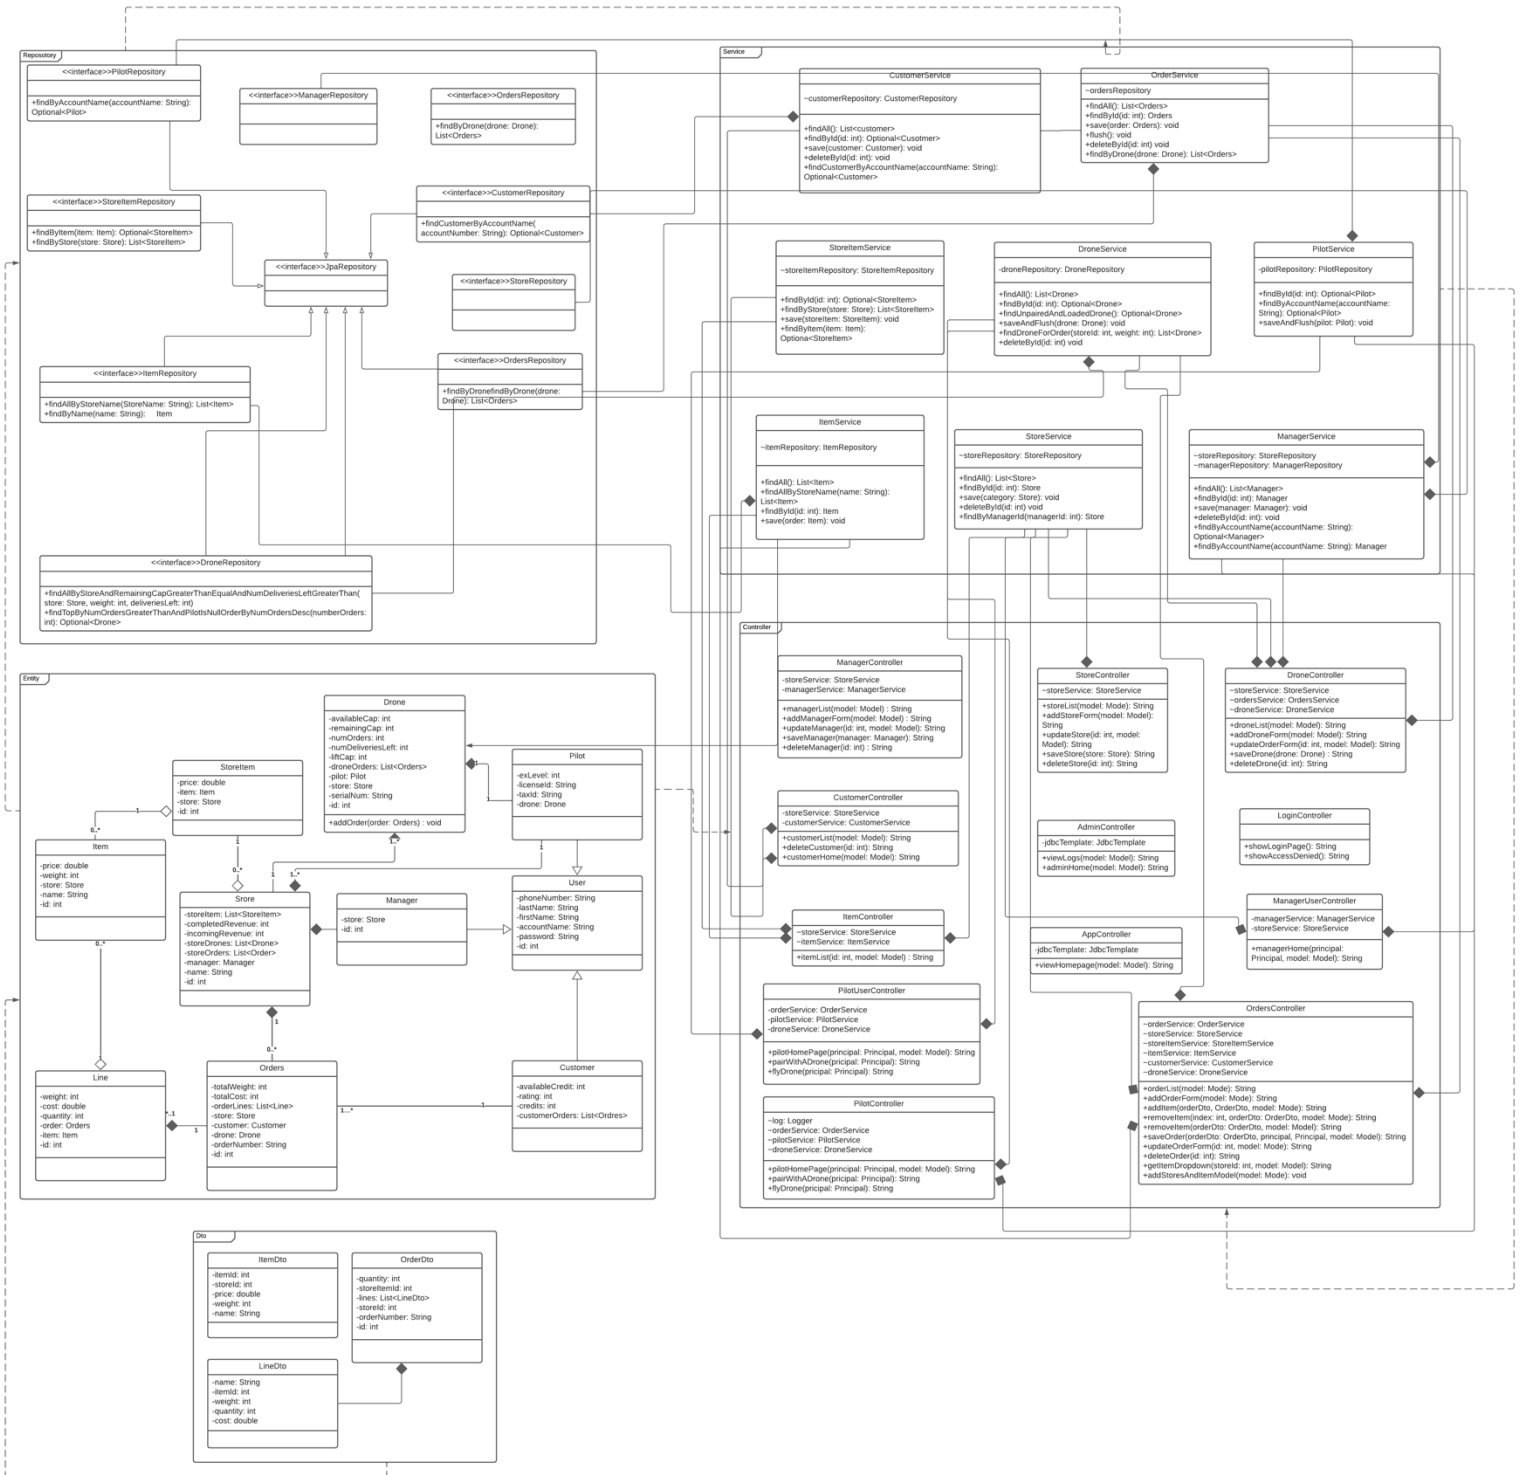 Reposotory
<<interface>>PilotRepository
+findByAccountName(accountName: String):
Optional<Pilot>
<<interface>>ManagerRepository
<<interface>>OrdersRepository
+findByDrone(drone: Drone):
List<Orders>
<<interface>>StoreItemRepository
+findByItem(item: Item): Optional<StoreItem>
+findByStore(store: Store): List<StoreItem>
<<interface>>CustomerRepository
+findCustomerByAccountName(
accountNumber: String): Optional<Customer>
<<interface>>JpaRepository
<<interface>>StoreRepository
<<interface>>ItemRepository
+findAllByStoreName(StoreName: String): List<Item>
+findByName(name: String): Item
<<interface>>OrdersRepository
+findByDronefindByDrone(drone:
Drone): List<Orders>
<<interface>>DroneRepository
+findAllByStoreAndRemainingCapGreaterThanEqualAndNumDeliveriesLeftGreaterThan(
store: Store, weight: int, deliveriesLeft: int)
+findTopByNumOrdersGreaterThanAndPilotIsNullOrderByNumOrdersDesc(numberOrders:
int): Optional<Drone>
Service
CustomerService
~customerRepository: CustomerRepository
+findAll(): List<customer>
+findById(id: int): Optional<Cusotmer>
+save(customer: Customer): void
+deleteById(id: int): void
+findCustomerByAccountName(accountName: String):
Optional<Customer>
OrderService
~ordersRepository
+findAll(): List<Orders>
+findById(id: int): Orders
+save(order: Orders): void
+flush(): void
+deleteById(id: int) void
+findByDrone(drone: Drone): List<Orders>
StoreItemService
~storeItemRepository: StoreItemRepository
+findById(id: int): Optional<StoreItem>
+findByStore(store: Store): List<StoreItem>
+save(storeItem: StoreItem): void
+findByItem(item: Item):
Optiona<StoreItem>
DroneService
-droneRepository: DroneRepository
+findAll(): List<Drone>
+findById(id: int): Optional<Drone>
+findUnpairedAndLoadedDrone(): Optional<Drone>
+saveAndFlush(drone: Drone): void
+findDroneForOrder(storeId: int, weight: int): List<Drone>
+deleteById(id: int) void
PilotService
-pilotRepository: PilotRepository
+findById(id: int): Optional<Pilot>
+findByAccountName(accountName:
String): Optional<Pilot>
+saveAndFlush(pilot: Pilot): void
ItemService
~itemRepository: ItemRepository
+findAll(): List<Item>
+findAllByStoreName(name: String):
List<Item>
+findById(id: int): Item
+save(order: Item): void
StoreService
~storeRepository: StoreRepository
+findAll(): List<Store>
+findById(id: int): Store
+save(category: Store): void
+deleteById(id: int) void
+findByManagerId(managerId: int): Store
ManagerService
~storeRepository: StoreRepository
~managerRepository: ManagerRepository
+findAll(): List<Manager>
+findById(id: int): Manager
+save(manager: Manager): void
+deleteById(id: int): void
+findByAccountName(accountName: String):
Optional<Manager>
+findByAccountName(accountName: String): Manager
Controller
ManagerController
-storeService: StoreService
-managerService: ManagerService
+managerList(model: Model) : String
+addManagerForm(model: Model) : String
+updateManager(id: int, model: Model): String
+saveManager(manager: Manager): String
+deleteManager(id: int) : String
StoreController
~storeService: StoreService
+storeList(model: Mode): String
+addStoreForm(model: Model):
String
+updateStore(id: int, model:
Model): String
+saveStore(store: Store): String
+deleteStore(id: int): String
DroneController
~storeService: StoreService
~ordersService: OrdersService
~droneService: DroneService
+droneList(model: Model): String
+addDroneForm(model: Model): String
+updateOrderForm(id: int, model: Model): String
+saveDrone(drone: Drone) : String
+deleteDrone(id: int): String
CustomerController
-storeService: StoreService
-customerService: CustomerService
+customerList(model: Model): String
+deleteCustomer(id: int): String
+customerHome(model: Model): String
AdminController
-jdbcTemplate: JdbcTemplate
+viewLogs(model: Model): String
+adminHome(model: Model): String
LoginController
+showLoginPage(): String
+showAccessDenied(): String
ItemController
~storeService: StoreService
~itemService: ItemService
+itemList(id: int, model: Model) : String
AppController
-jdbcTemplate: JdbcTemplate
+viewHomepage(model: Model): String
ManagerUserController
-managerService: ManagerService
-storeService: StoreService
+managerHome(principal:
Principal, model: Model): String
PilotUserController
-orderService: OrderService
-pilotService: PilotService
-droneService: DroneService
+pilotHomePage(principal: Principal, model: Model): String
+pairWithADrone(pricipal: Principal): String
+flyDrone(pricipal: Principal): String
OrdersController
~orderService: OrderService
~storeService: StoreService
~storeItemService: StoreItemService
~itemService: ItemService
~customerService: CustomerService
~droneService: DroneService
+orderList(model: Mode): String
+addOrderForm(model: Mode): String
+addItem(orderDto, OrderDto, model: Mode): String
+removeItem(index: int, orderDto: OrderDto, model: Mode): String
+removeItem(orderDto: OrderDto, model: Mode): String
+saveOrder(orderDto: OrderDto, principal, Principal, model: Model): String
+updateOrderForm(id: int, model: Mode): String
+deleteOrder(id: int): String
+getItemDropdown(storeId: int, model: Model): String
+addStoresAndItemModel(model: Mode): void
PilotController
~log: Logger
~orderService: OrderService
~pilotService: PilotService
~droneService: DroneService
+pilotHomePage(principal: Principal, model: Model): String
+pairWithADrone(pricipal: Principal): String
+flyDrone(pricipal: Principal): String
Entity
Drone
-availableCap: int
-remainingCap: int
-numOrders: int
-numDeliveriesLeft: int
-liftCap: int
-droneOrders: List<Orders>
-pilot: Pilot
-store: Store
-serialNum: String
-id: int
+addOrder(order: Orders) : void
1
1
Pilot
-exLevel: int
-licenseId: String
-taxId: String
-drone: Drone
StoreItem
-price: double
-item: Item
-store: Store
-id: int
1
0..*
Item
-price: double
-weight: int
-store: Store
-name: String
-id: int
1
0..*
1..*
1
1..*
1
Srore
-storeItem: List<StoreItem>
-completedRevenue: int
-incomingRevenue: int
-storeDrones: List<Drone>
-storeOrders: List<Order>
-manager: Manager
-name: String
-id: int
Manager
-store: Store
-id: int
User
-phoneNumber: String
-lastName: String
-firstName: String
-accountName: String
-password: String
-id: int
0..*
1
1
0..*
Line
-weight: int
-cost: double
-quantity: int
-order: Orders
-item: Item
-id: int
*..1
1
Orders
-totalWeight: int
-totalCost: int
-orderLines: List<Line>
-store: Store
-customer: Customer
-drone: Drone
-orderNumber: String
-id: int
1...*
1
Customer
-availableCredit: int
-rating: int
-credits: int
-customerOrders: List<Ordres>
Dto
ItemDto
-itemId: int
-storeId: int
-price: double
-weight: int
-name: String
OrderDto
-quantity: int
-storeItemId: int
-lines: List<LineDto>
-storeId: int
-orderNumber: String
-id: int
LineDto
-name: String
-itemId: int
-weight: int
-quantity: int
-cost: double